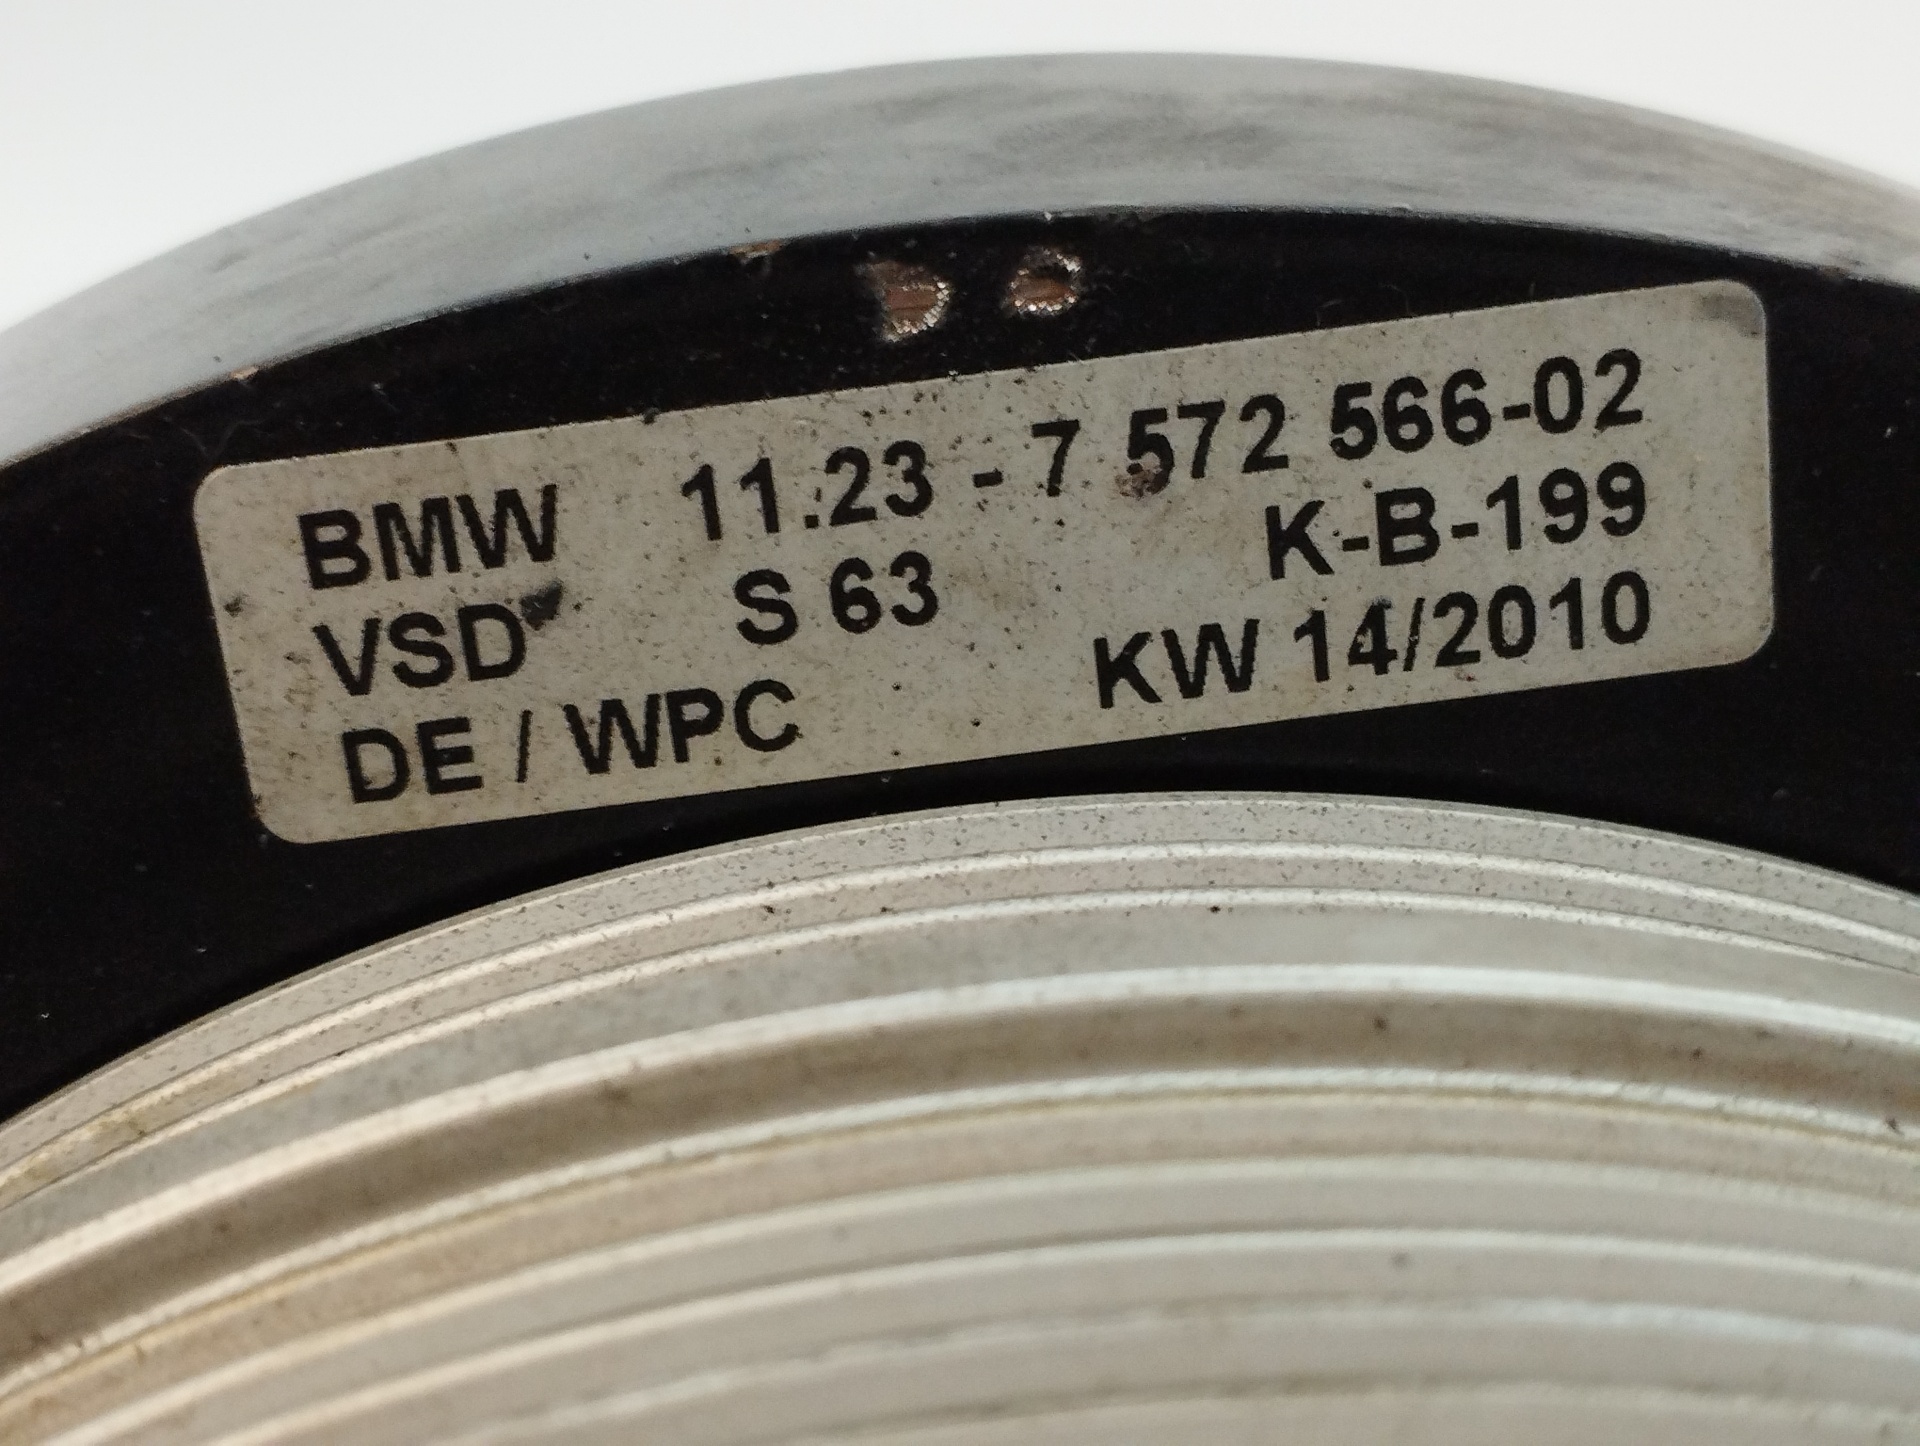 BMW 11.23 - 7 572 566-02
VSD S 63 K-B-199
DE / WPC KW 14/2010